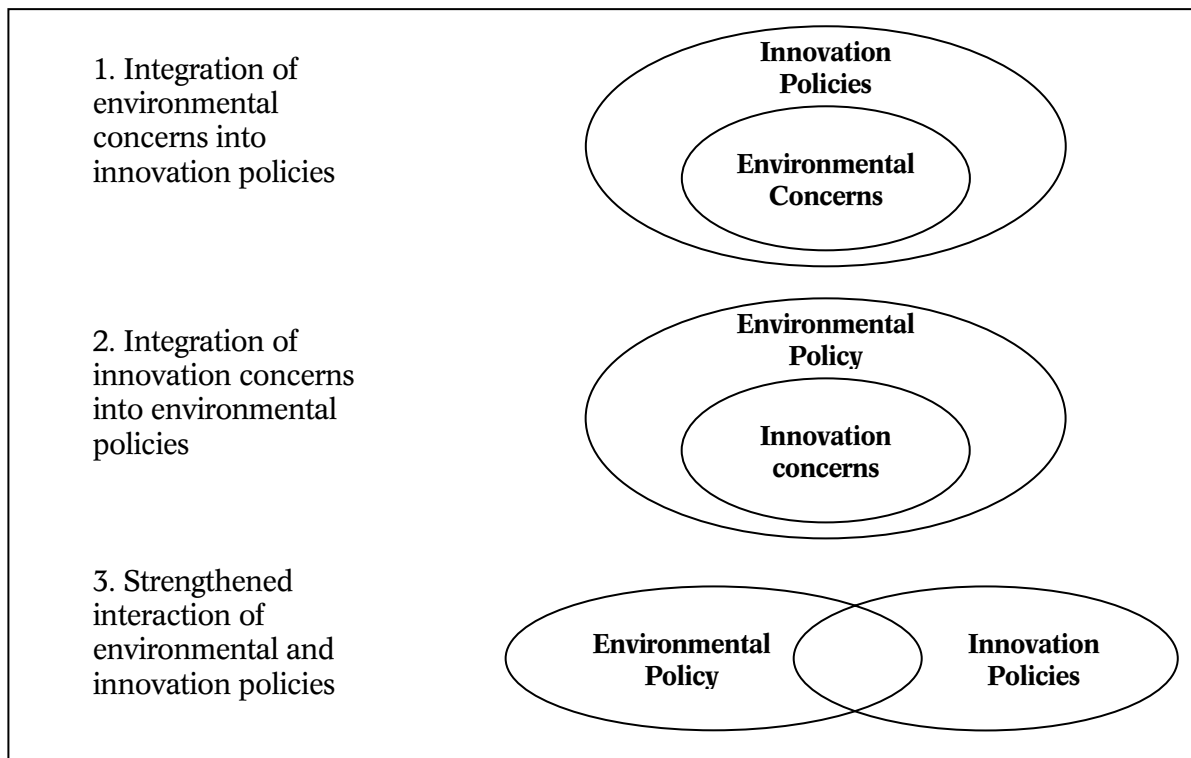 1. Integration of
environmental
concerns into
innovation policies
Innovation
Policies
Environmental
Concerns
2. Integration of
innovation concerns
into environmental
policies
Environmental
Policy
Innovation
concerns
3. Strengthened
interaction of
environmental and
innovation policies
Environmental
Policy
Innovation
Policies